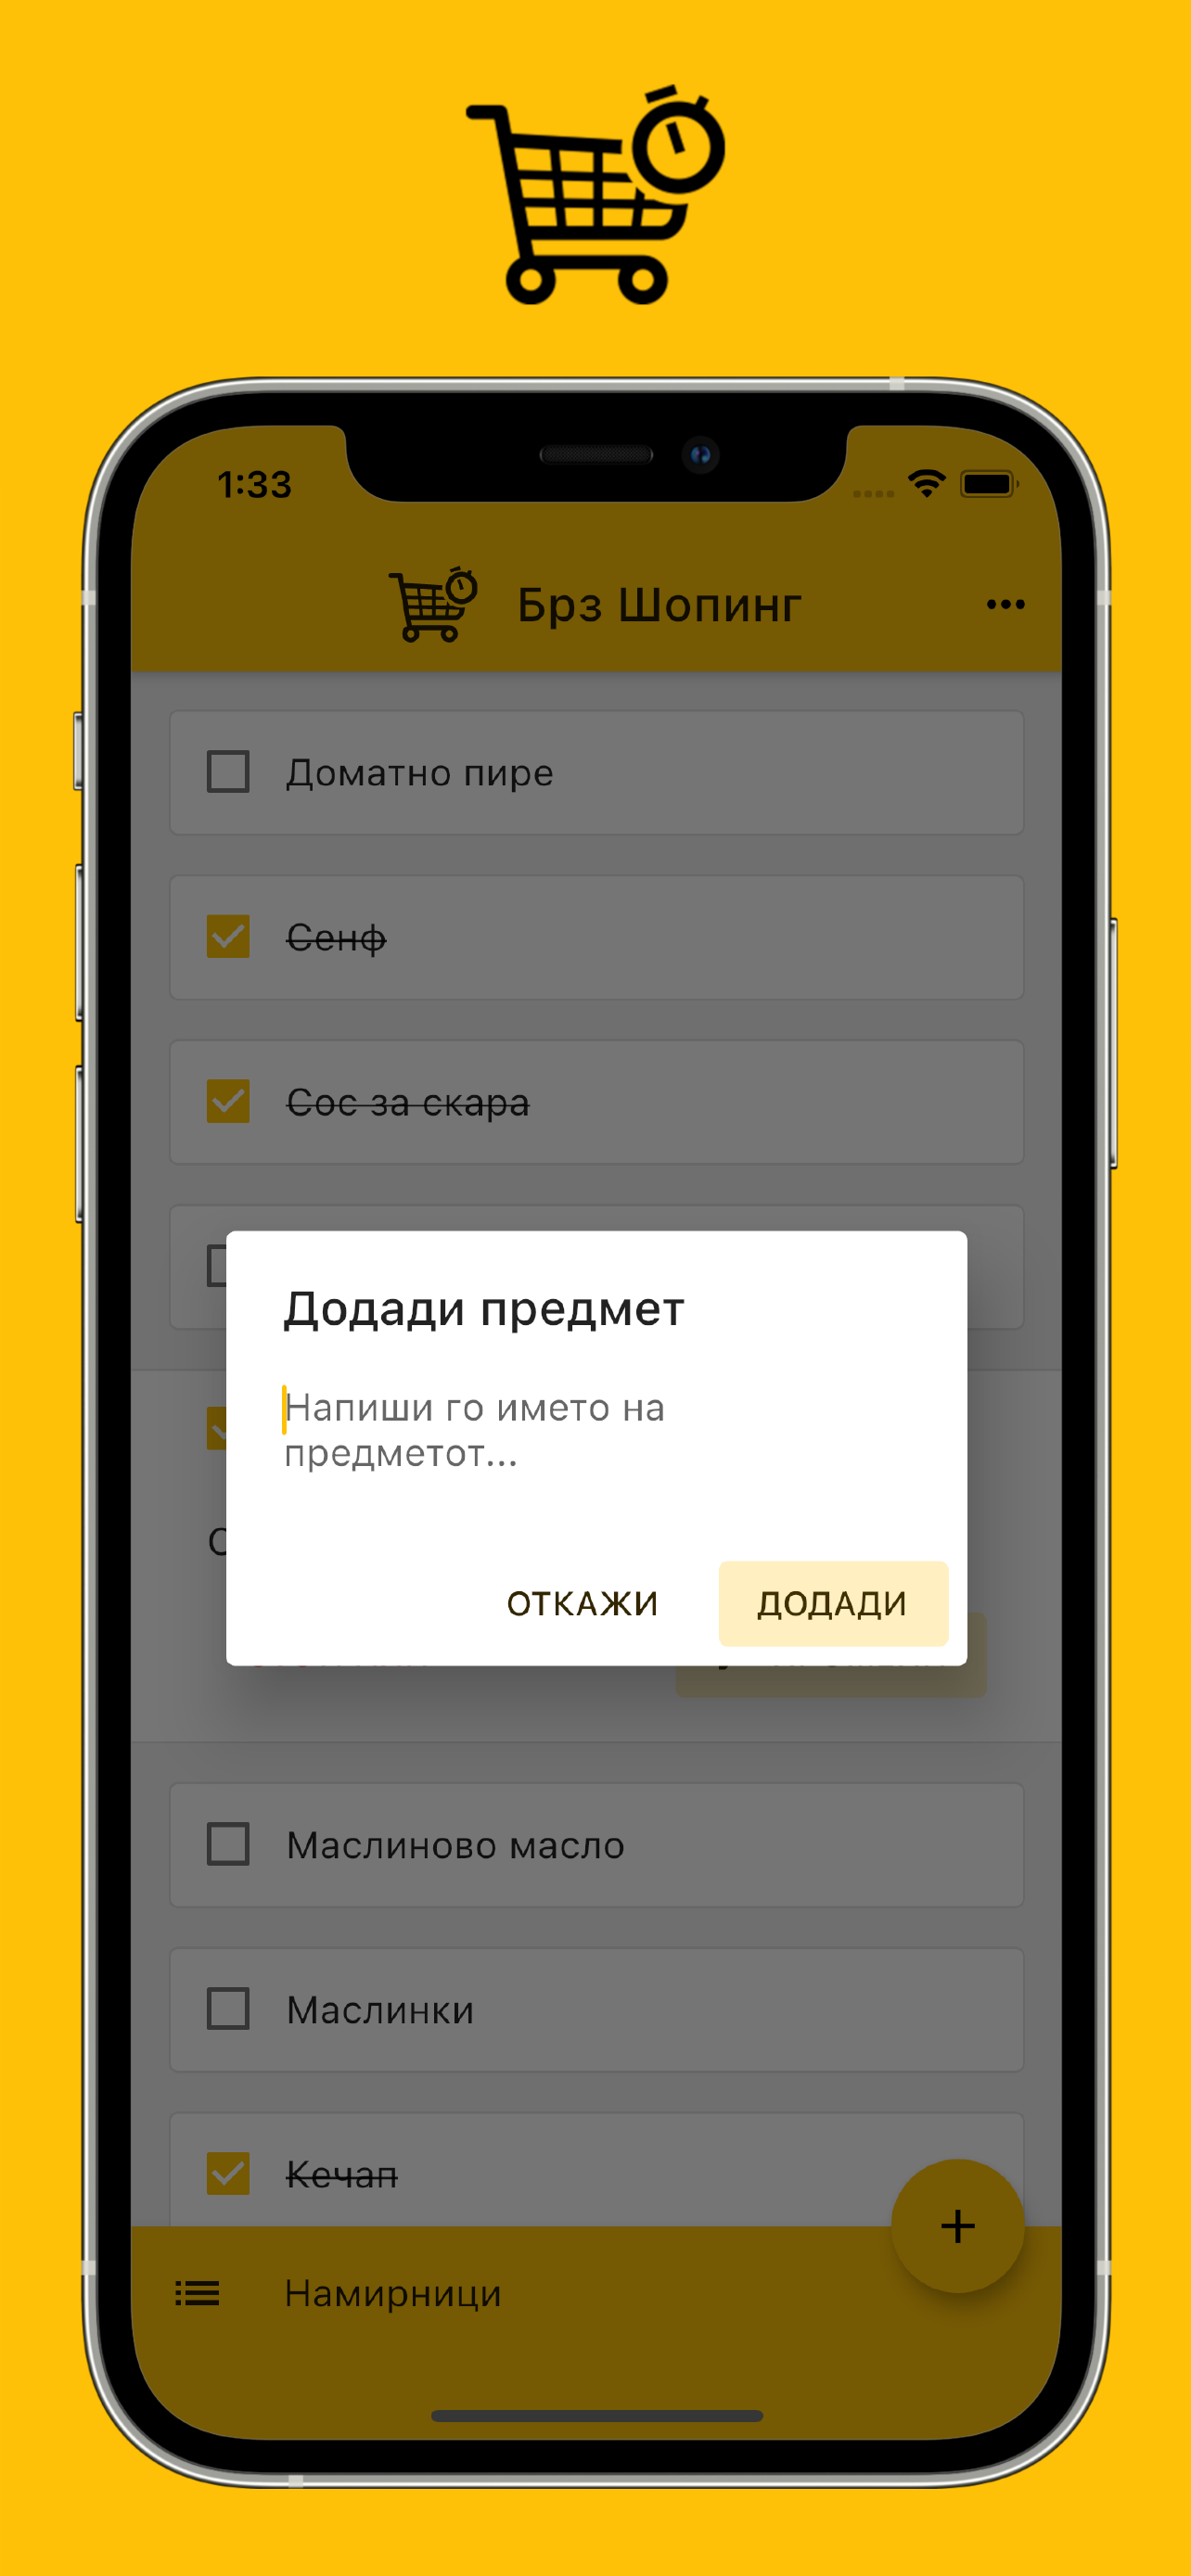 1:33
Брз Шопинг
Доматно пире
Сенф
Сос за скара
Додади предмет
Напиши го името на
предметот...
ОТКАЖИ
ДОДАДИ
Маслиново масло
Маслинки
Кечап
Намирници